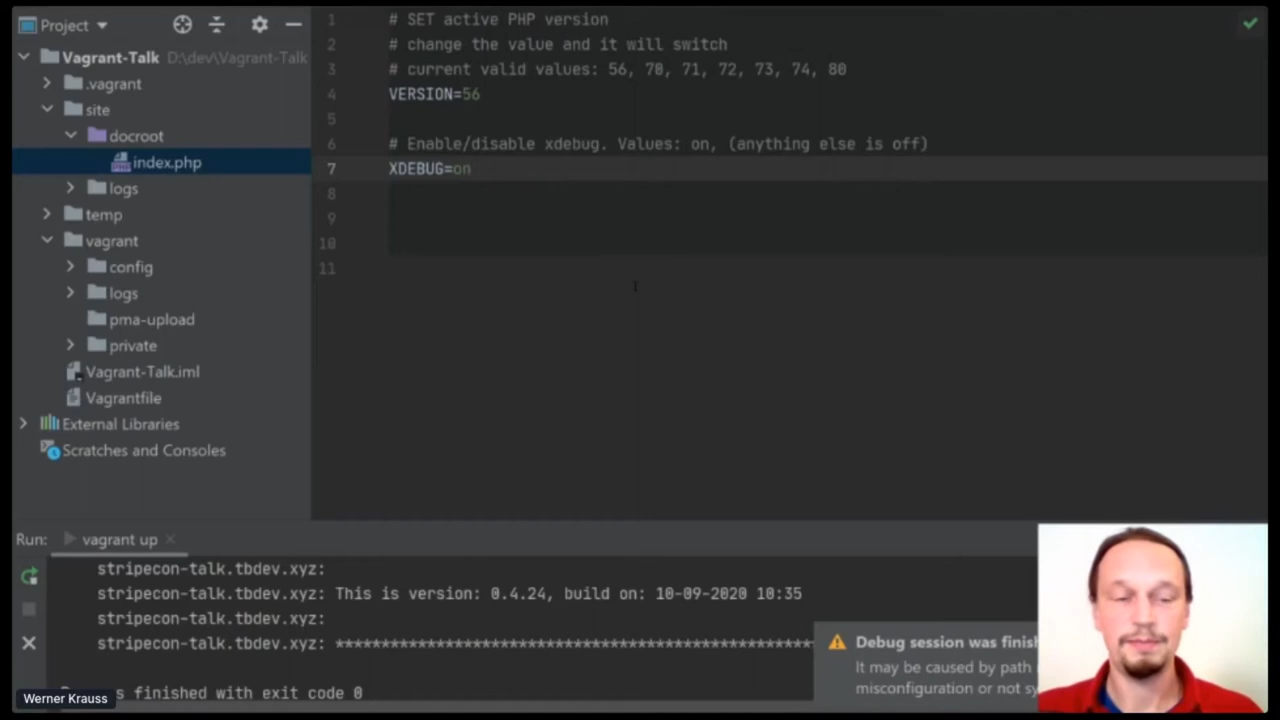 Project
Vagrant-Talk D:\dev\Vagrant-Talk
.vagrant
site
docroot
index.php
logs
temp
vagrant
config
logs
pma-upload
private
Vagrant-Talk.iml
Vagrantfile
External Libraries
Scratches and Consoles
1 # SET active PHP version
2 # change the value and it will switch
3 # current valid values: 56, 70, 71, 72, 73, 74, 80
4 VERSION=56
5
6 # Enable/disable xdebug. Values: on, (anything else is off)
7 XDEBUG=on
8
9
10
11
Run: vagrant up
stripecon-talk.tbdev.xyz:
stripecon-talk.tbdev.xyz: This is version: 0.4.24, build on: 10-09-2020 10:35
stripecon-talk.tbdev.xyz:
stripecon-talk.tbdev.xyz: ****************************************************
finished with exit code 0
Debug session was
It may be caused by path
misconfiguration or not
Werner Krauss